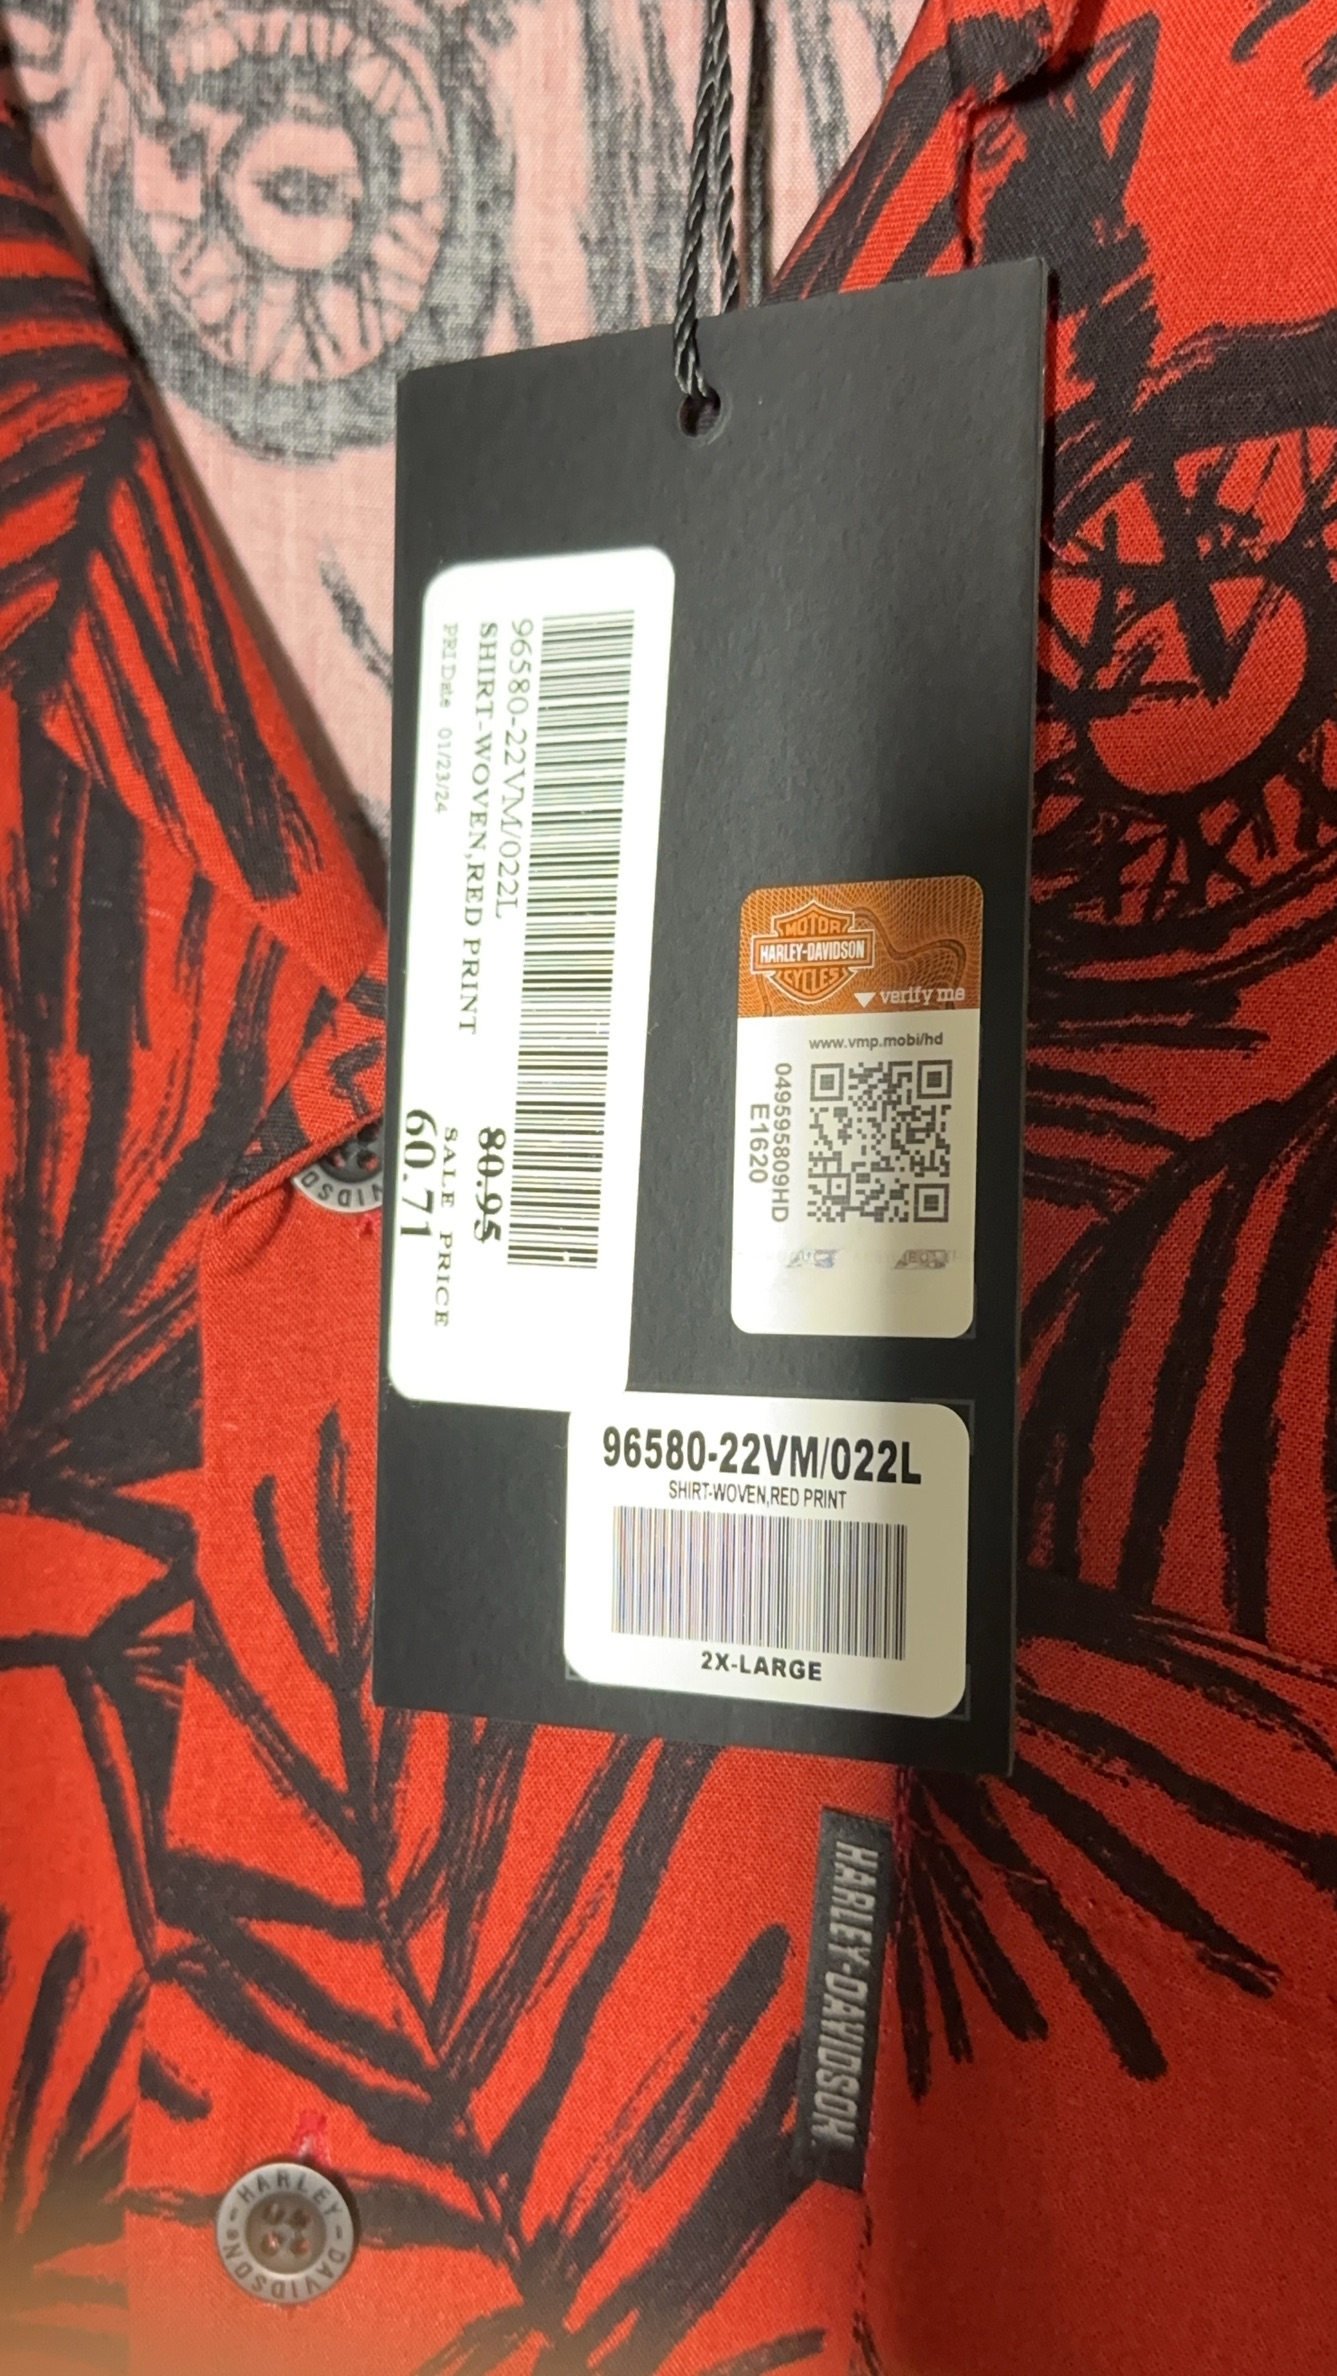 96580-22VM/022L
SHIRT-WOVEN,RED PRINT
PRIDate 01/23/24
80.95
SALE PRICE
60.71
MOTOR
HARLEY-DAVIDSON
CYCLES
verify me
www.vmp.mobi/hd
049595809HD
E1620
96580-22VM/022L
SHIRT-WOVEN,RED PRINT
2X-LARGE
HARLEY-DAVIDSON
HARLEY-DAVIDSON